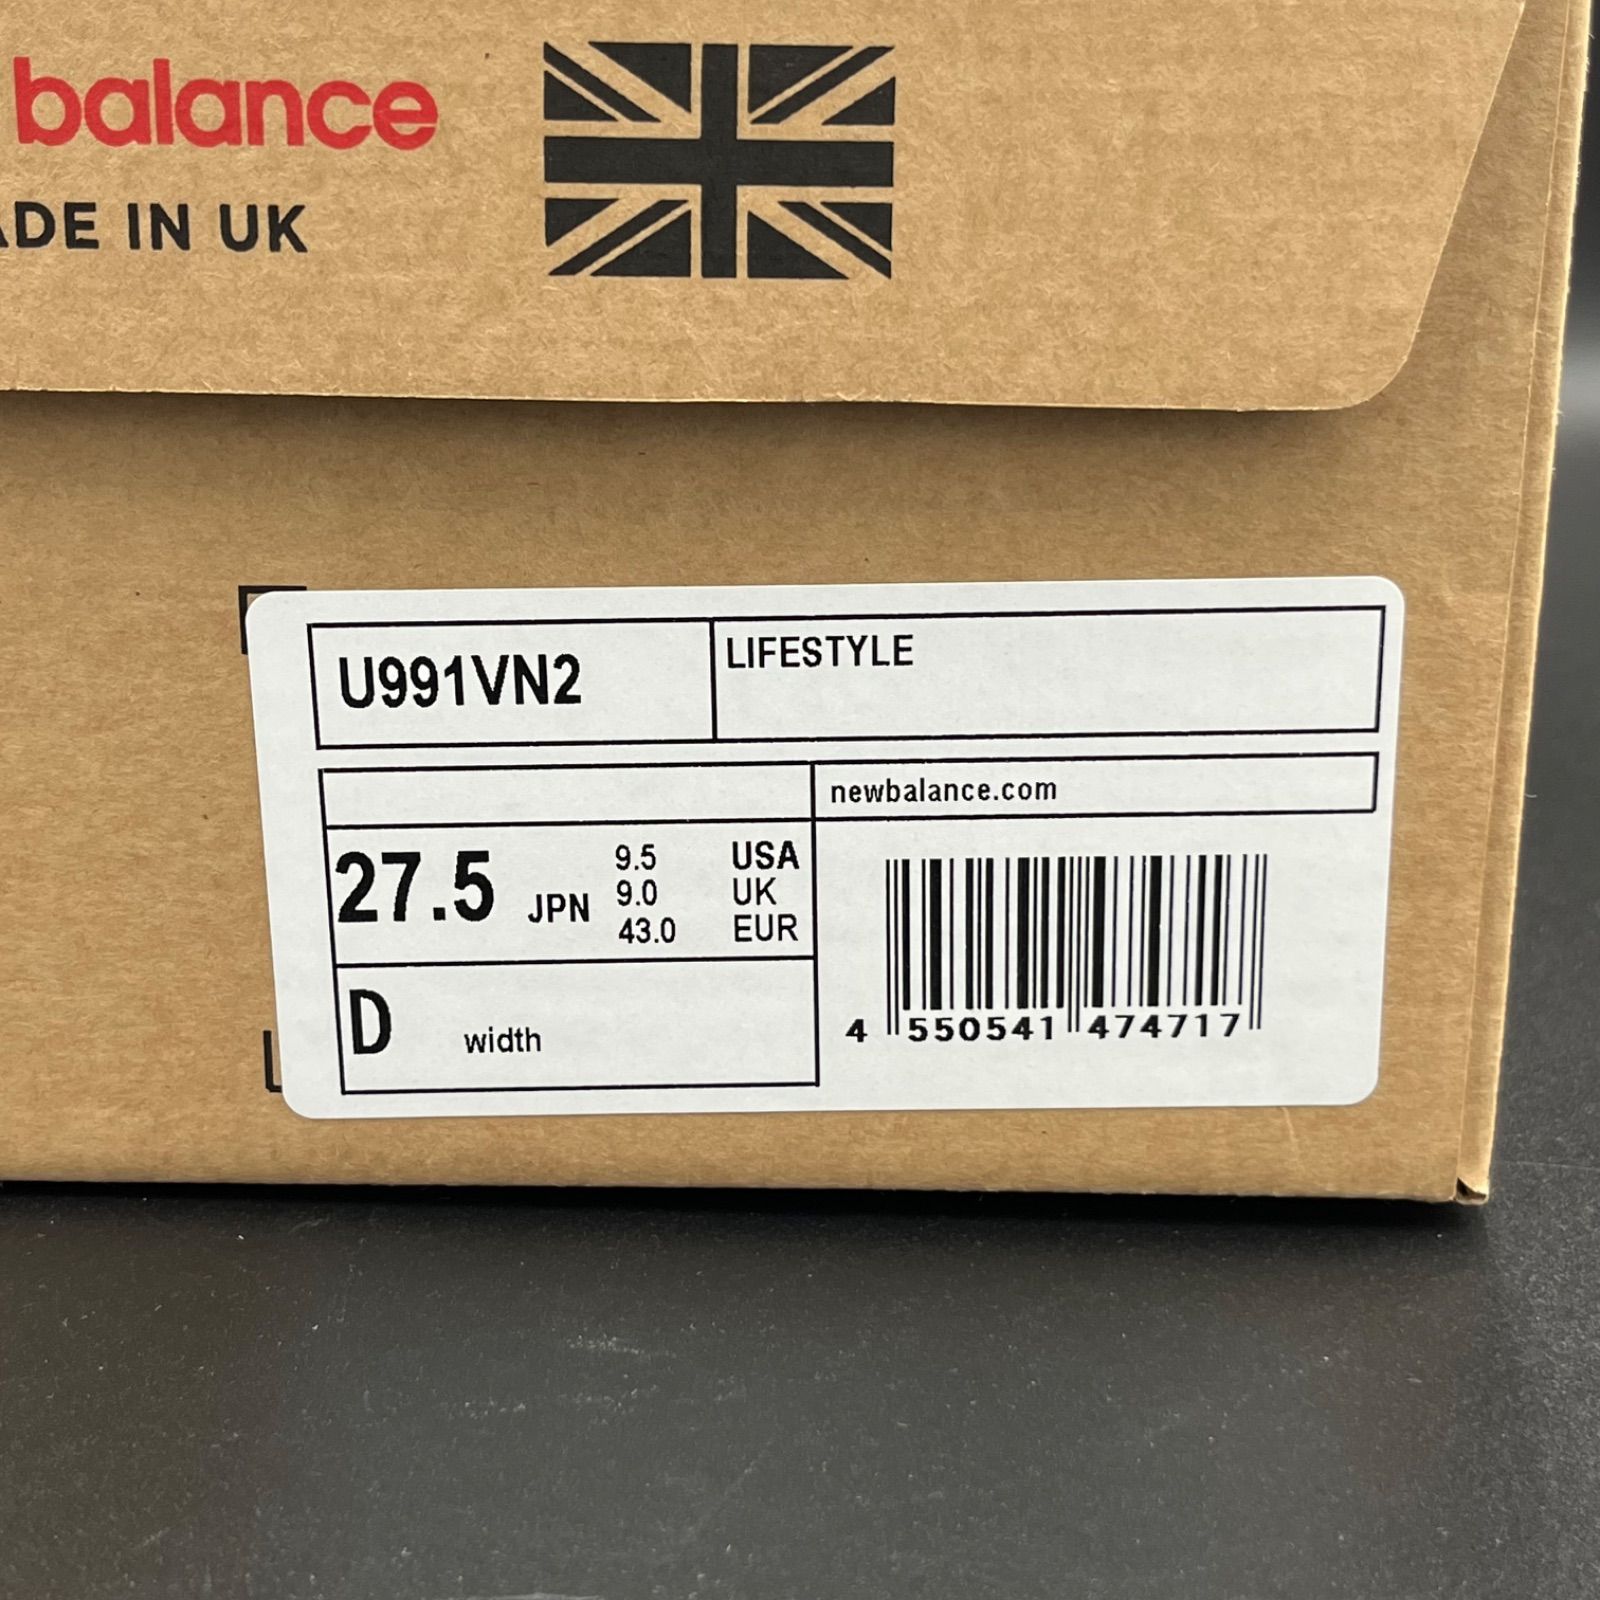 balance
ADE IN UK
U991VN2
LIFESTYLE
newbalance.com
27.5 JPN
9.5 USA
9.0 UK
43.0 EUR
D width
4 550541 474717